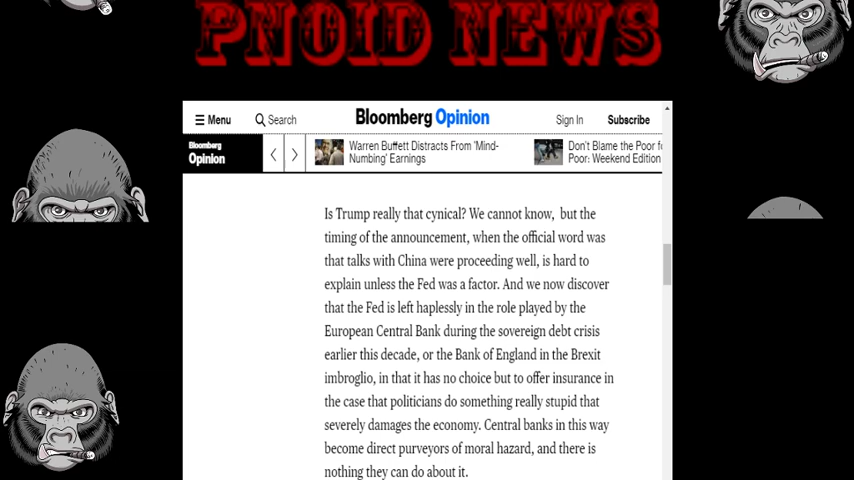 PNOID NEWS
Menu
Search
Bloomberg Opinion
Sign In
Subscribe
Bloomberg
Opinion
Warren Buffett Distracts From 'Mind-
Numbing' Earnings
Don't Blame the Poor fo
Poor: Weekend Edition
Is Trump really that cynical? We cannot know, but the
timing of the announcement, when the official word was
that talks with China were proceeding well, is hard to
explain unless the Fed was a factor. And we now discover
that the Fed is left haplessly in the role played by the
European Central Bank during the sovereign debt crisis
earlier this decade, or the Bank of England in the Brexit
imbroglio, in that it has no choice but to offer insurance in
the case that politicians do something really stupid that
severely damages the economy. Central banks in this way
become direct purveyors of moral hazard, and there is
nothing they can do about it.